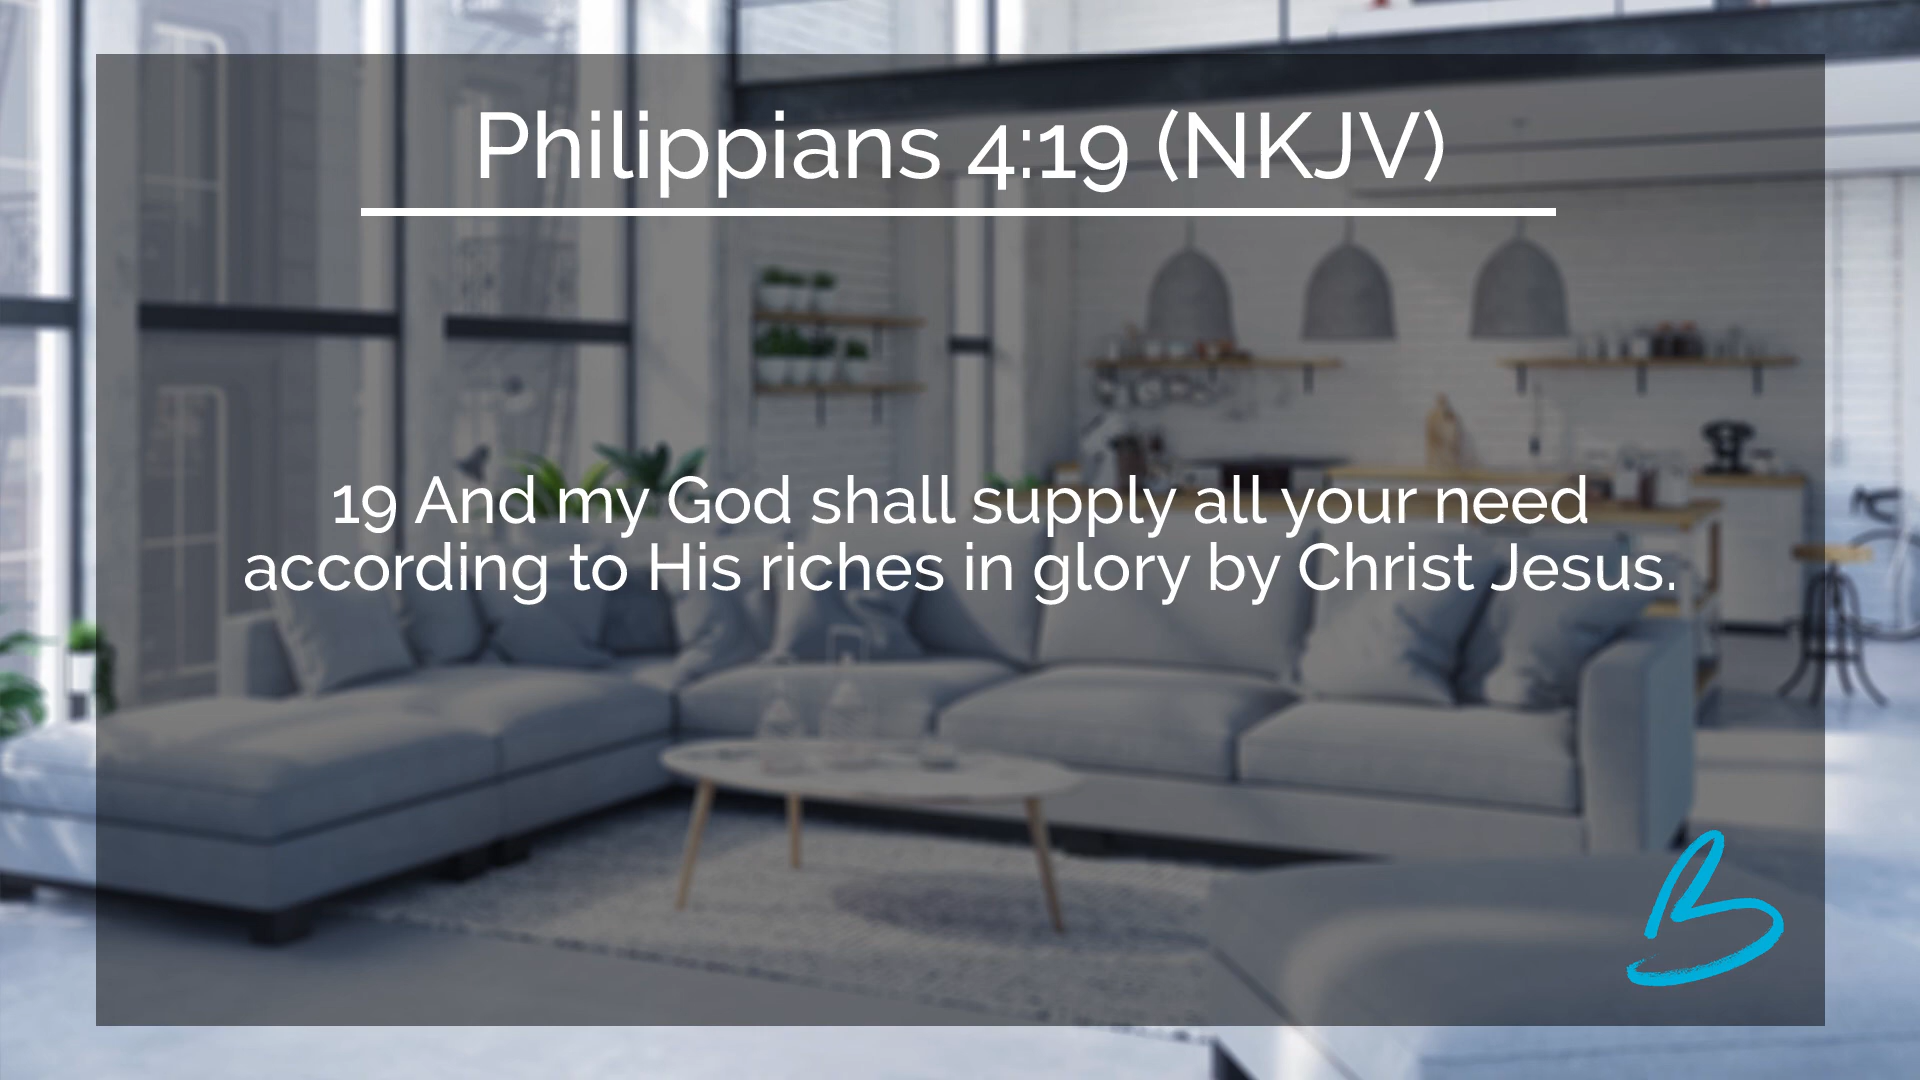 Philippians 4:19 (NKJV)
19 And my God shall supply all your need
according to His riches in glory by Christ Jesus.
B